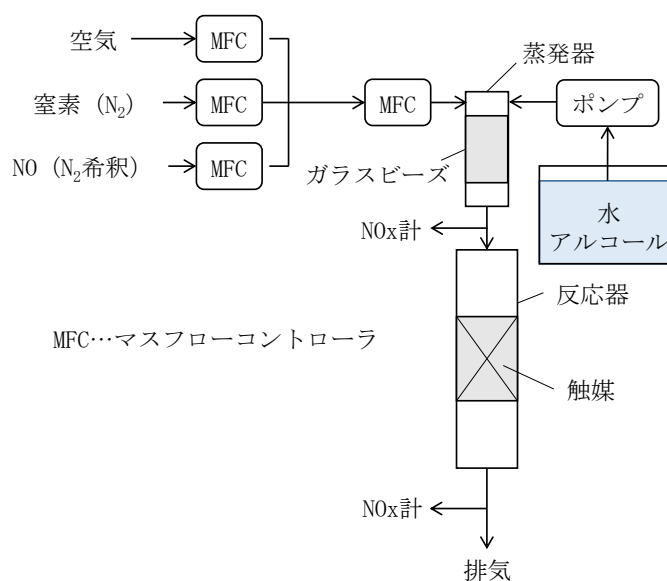 空気
MFC
蒸発器
窒素 (N₂)
MFC
MFC
ポンプ
NO (N₂希釈)
MFC
ガラスビーズ
水
アルコール
NOx計
反応器
MFC…マスフローコントローラ
触媒
NOx計
排気